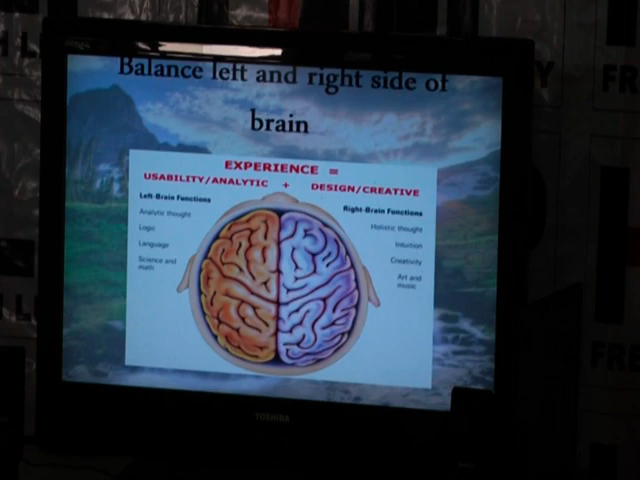 Balance left and right side of
brain
EXPERIENCE =
USABILITY/ANALYTIC + DESIGN/CREATIVE
Left-Brain Functions
Analytic thought
Logic
Language
Science and
math
Right-Brain Functions
Holistic thought
Intuition
Creativity
Art and
music
TOSHIBA